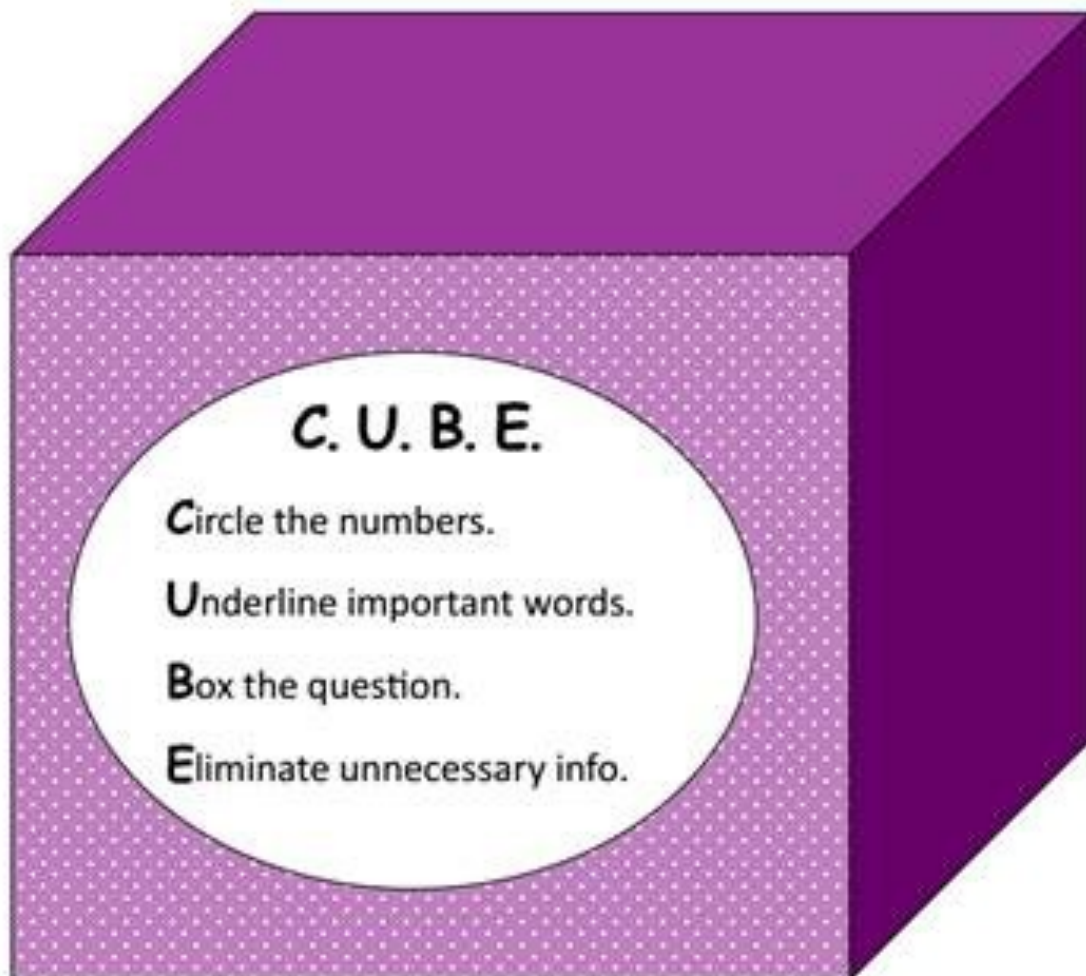 C. U. B. E.
Circle the numbers.
Underline important words.
Box the question.
Eliminate unnecessary info.